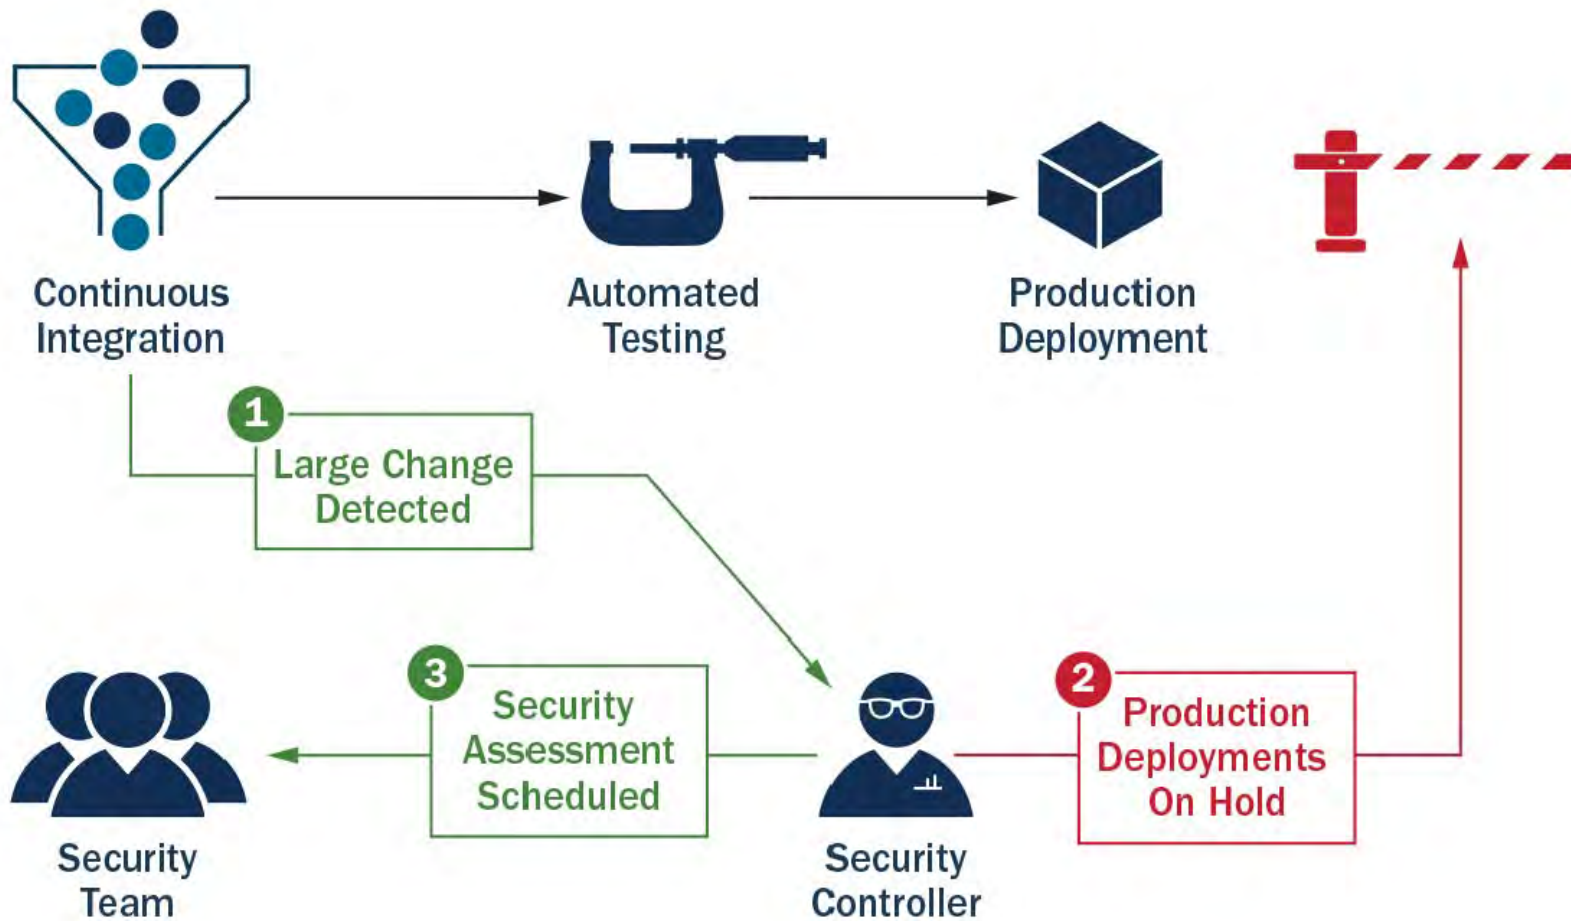 Continuous
Integration
Automated
Testing
Production
Deployment
1
Large Change
Detected
3
Security
Assessment
Scheduled
2
Production
Deployments
On Hold
Security
Team
Security
Controller